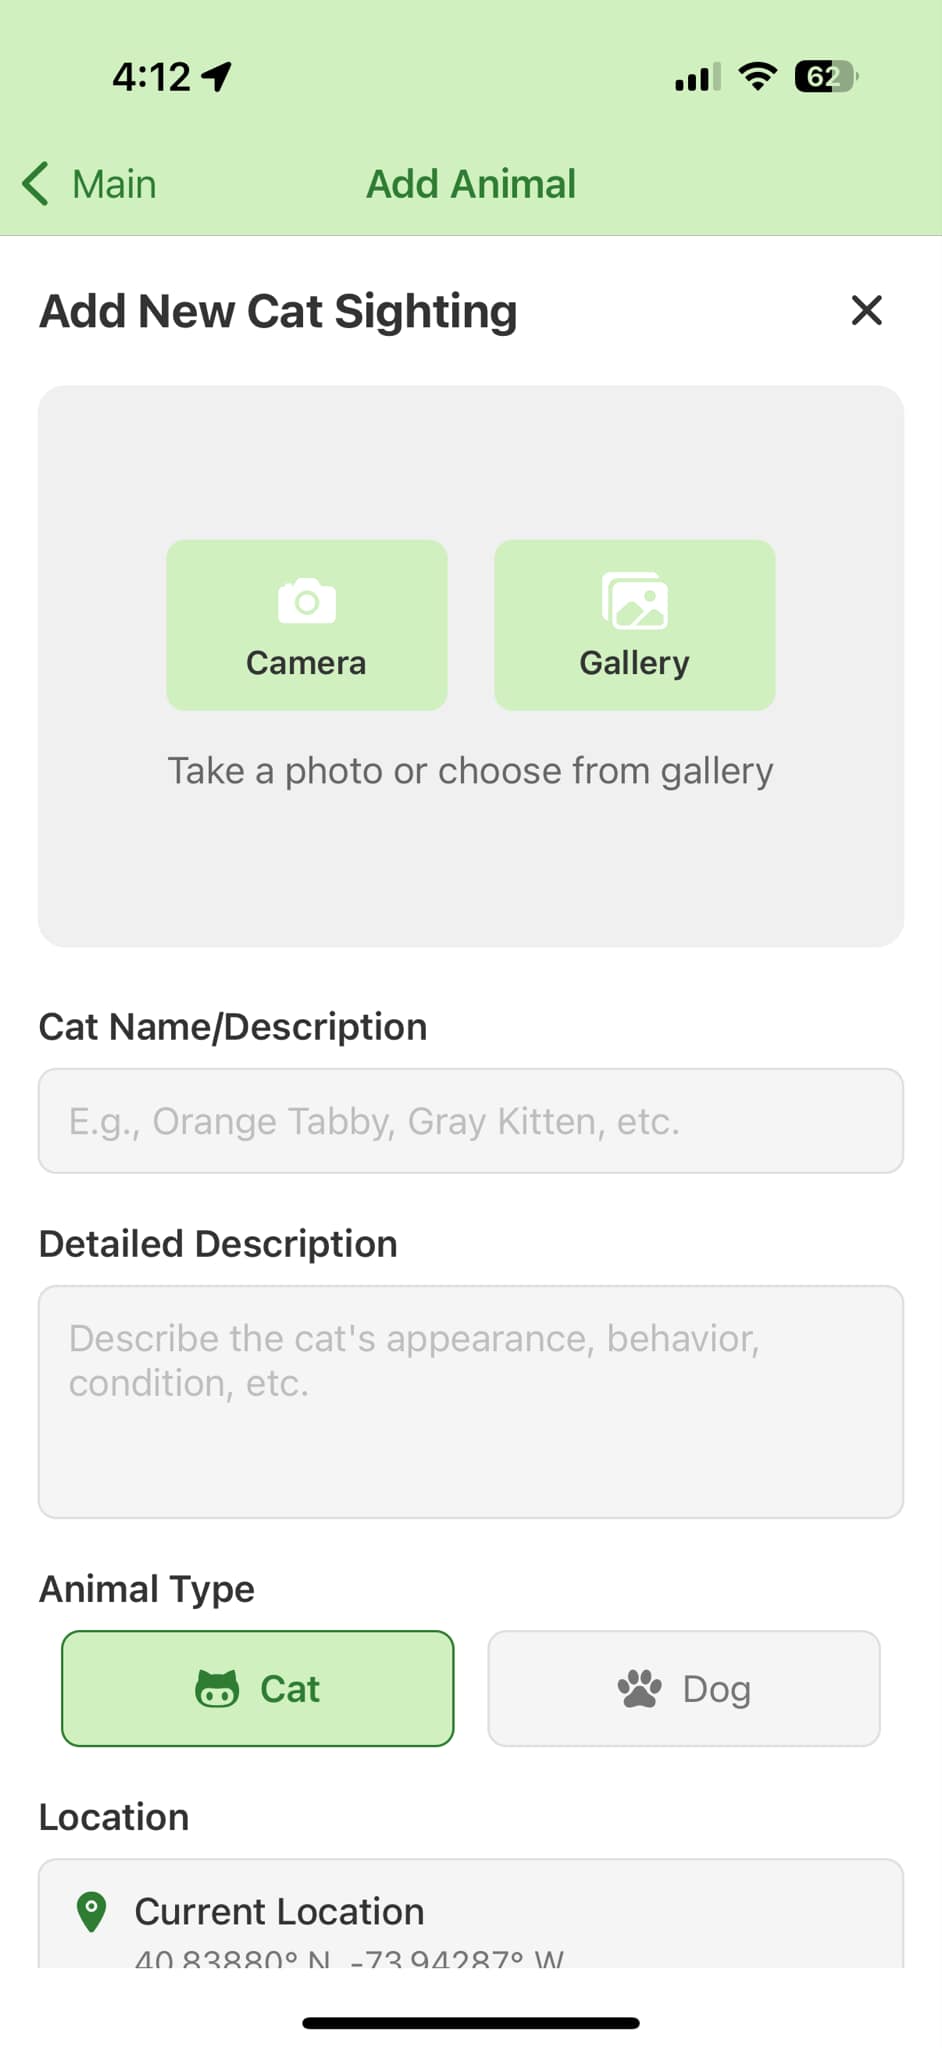 4:12
62
Main
Add Animal
Add New Cat Sighting
Camera
Gallery
Take a photo or choose from gallery
Cat Name/Description
E.g., Orange Tabby, Gray Kitten, etc.
Detailed Description
Describe the cat's appearance, behavior,
condition, etc.
Animal Type
Cat
Dog
Location
Current Location
40.83880° N, -73.94287° W